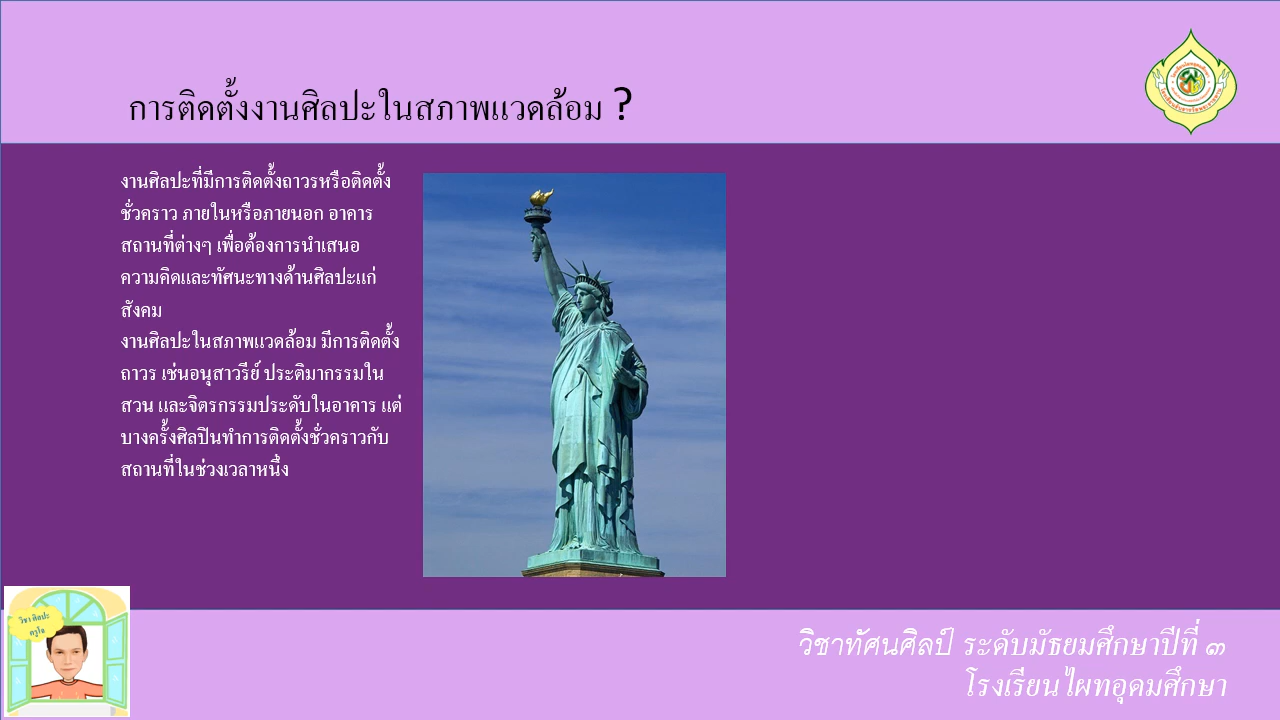 การติดตั้งงานศิลปะในสภาพแวดล้อม ?
งานศิลปะที่มีการติดตั้งถาวรหรือติดตั้ง
ชั่วคราว ภายในหรือภายนอก อาคาร
สถานที่ต่างๆ เพื่อต้องการนำเสนอ
ความคิดและทัศนะทางด้านศิลปะแก่
สังคม
งานศิลปะในสภาพแวดล้อม มีการติดตั้ง
ถาวร เช่นอนุสาวรีย์ ประติมากรรมใน
สวน และจิตรกรรมประดับในอาคาร แต่
บางครั้งศิลปินทำการติดตั้งชั่วคราวกับ
สถานที่ในช่วงเวลาหนึ้ง
วิชา ศิลปะ
วิชาทัศนศิลป์ ระดับมัธยมศึกษาปีที่ ๓
โรงเรียนไผทอุดมศึกษา